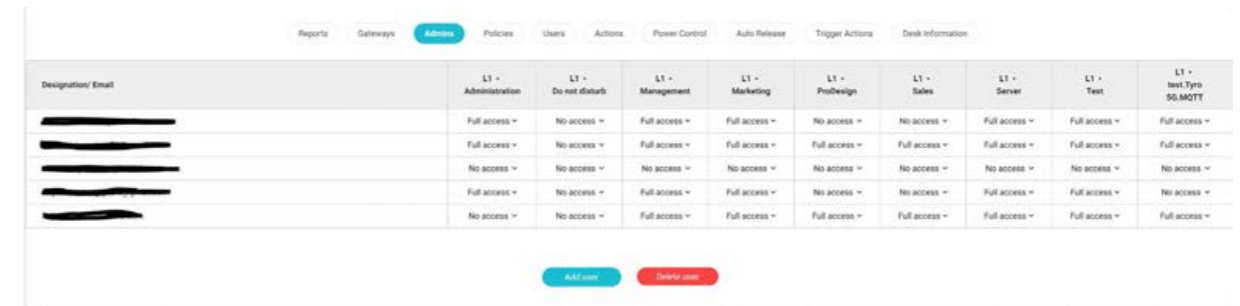 Reports Gateways Admins Policies Users Actions Power Control Auto Release Trigger Actions Desk Information
Designation/ Email L1 - Administration L1 - Do not disturb L1 - Management L1 - Marketing L1 - ProDesign L1 - Sales L1 - Server L1 - Test L1 - test.Tyro SG.MQTT
Full access No access Full access Full access No access No access Full access Full access Full access
Full access No access Full access Full access Full access Full access Full access Full access Full access
No access No access No access No access No access No access No access No access No access
Full access No access Full access Full access No access No access Full access Full access No access
No access No access Full access Full access Full access Full access Full access Full access Full access
Add user Delete user